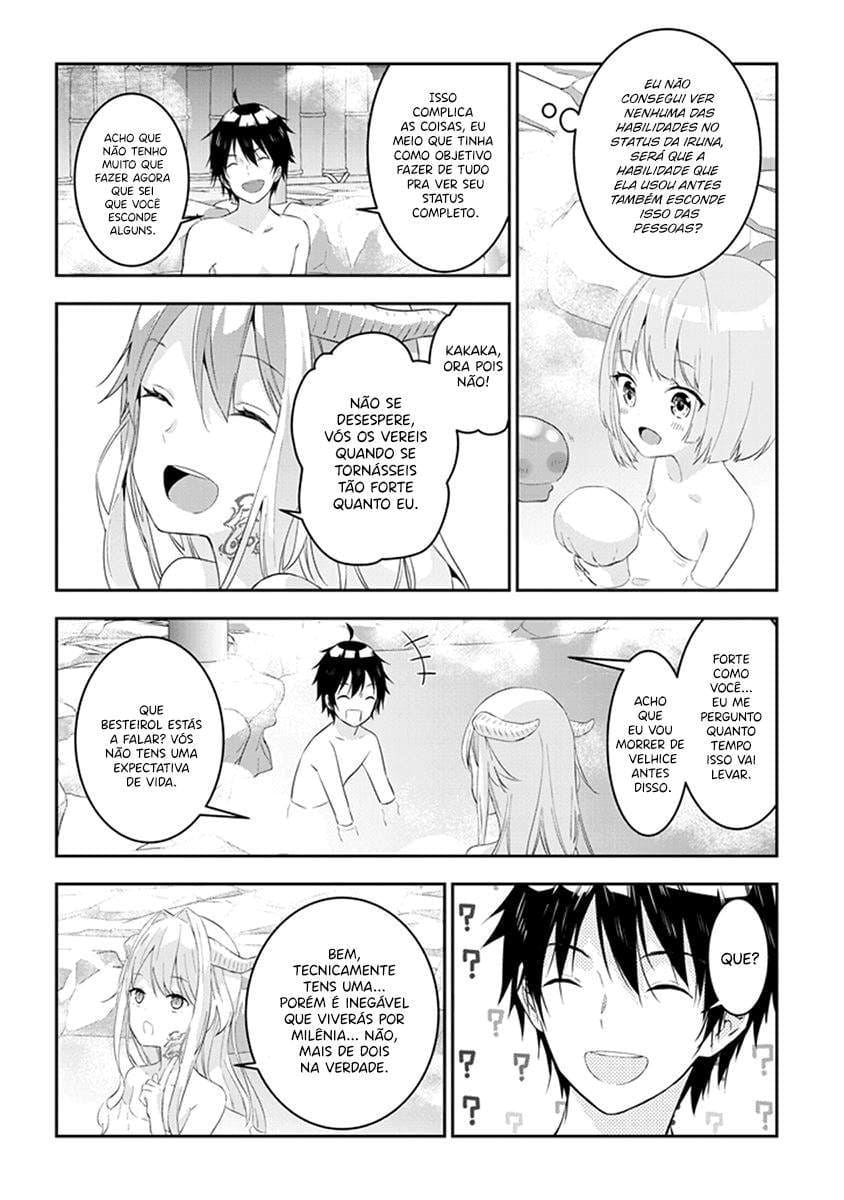 EU NÃO
CONSEGUI VER
NENHUMA DAS
HABILIDADES NO
STATUS DA IRUNA,
SERÁ QUE A
HABILIDADE QUE
ELA USOU ANTES
TAMBÉM ESCONDE
ISSO DAS
PESSOAS?
ISSO
COMPLICA
AS COISAS, EU
MEIO QUE TINHA
COMO OBJETIVO
FAZER DE TUDO
PRA VER SEU
STATUS
COMPLETO.
ACHO QUE
NÃO TENHO
MUITO QUE
FAZER AGORA
QUE SEI
QUE VOCÊ
ESCONDE
ALGUNS.
KAKAKA,
ORA POIS
NÃO!
NÃO SE
DESESPERE,
VÓS OS VEREIS
QUANDO SE
TORNÁSSEIS
TÃO FORTE
QUANTO EU.
FORTE
COMO
VOCÊ...
EU ME
PERGUNTO
QUANTO
TEMPO
ISSO VAI
LEVAR.
ACHO
QUE
EU VOU
MORRER DE
VELHICE
ANTES
DISSO.
QUE
BESTEIROL ESTÁS
A FALAR? VÓS
NÃO TENS UMA
EXPECTATIVA
DE VIDA.
QUE?
? ? ? ? ? ? ? ? ?
BEM,
TECNICAMENTE
TENS UMA...
PORÉM É INEGÁVEL
QUE VIVERÁS POR
MILÊNIA... NÃO,
MAIS DE DOIS
NA VERDADE.